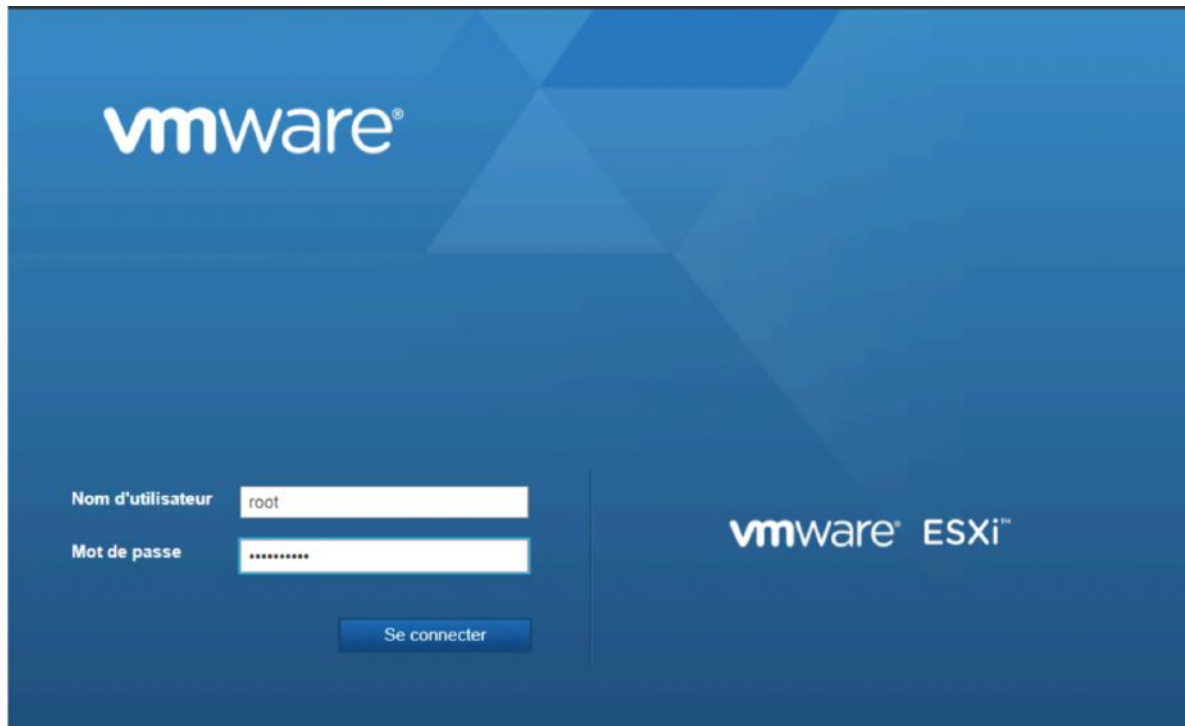 vmware®
Nom d'utilisateur root
Mot de passe ••••••••••
vmware® ESXi™
Se connecter